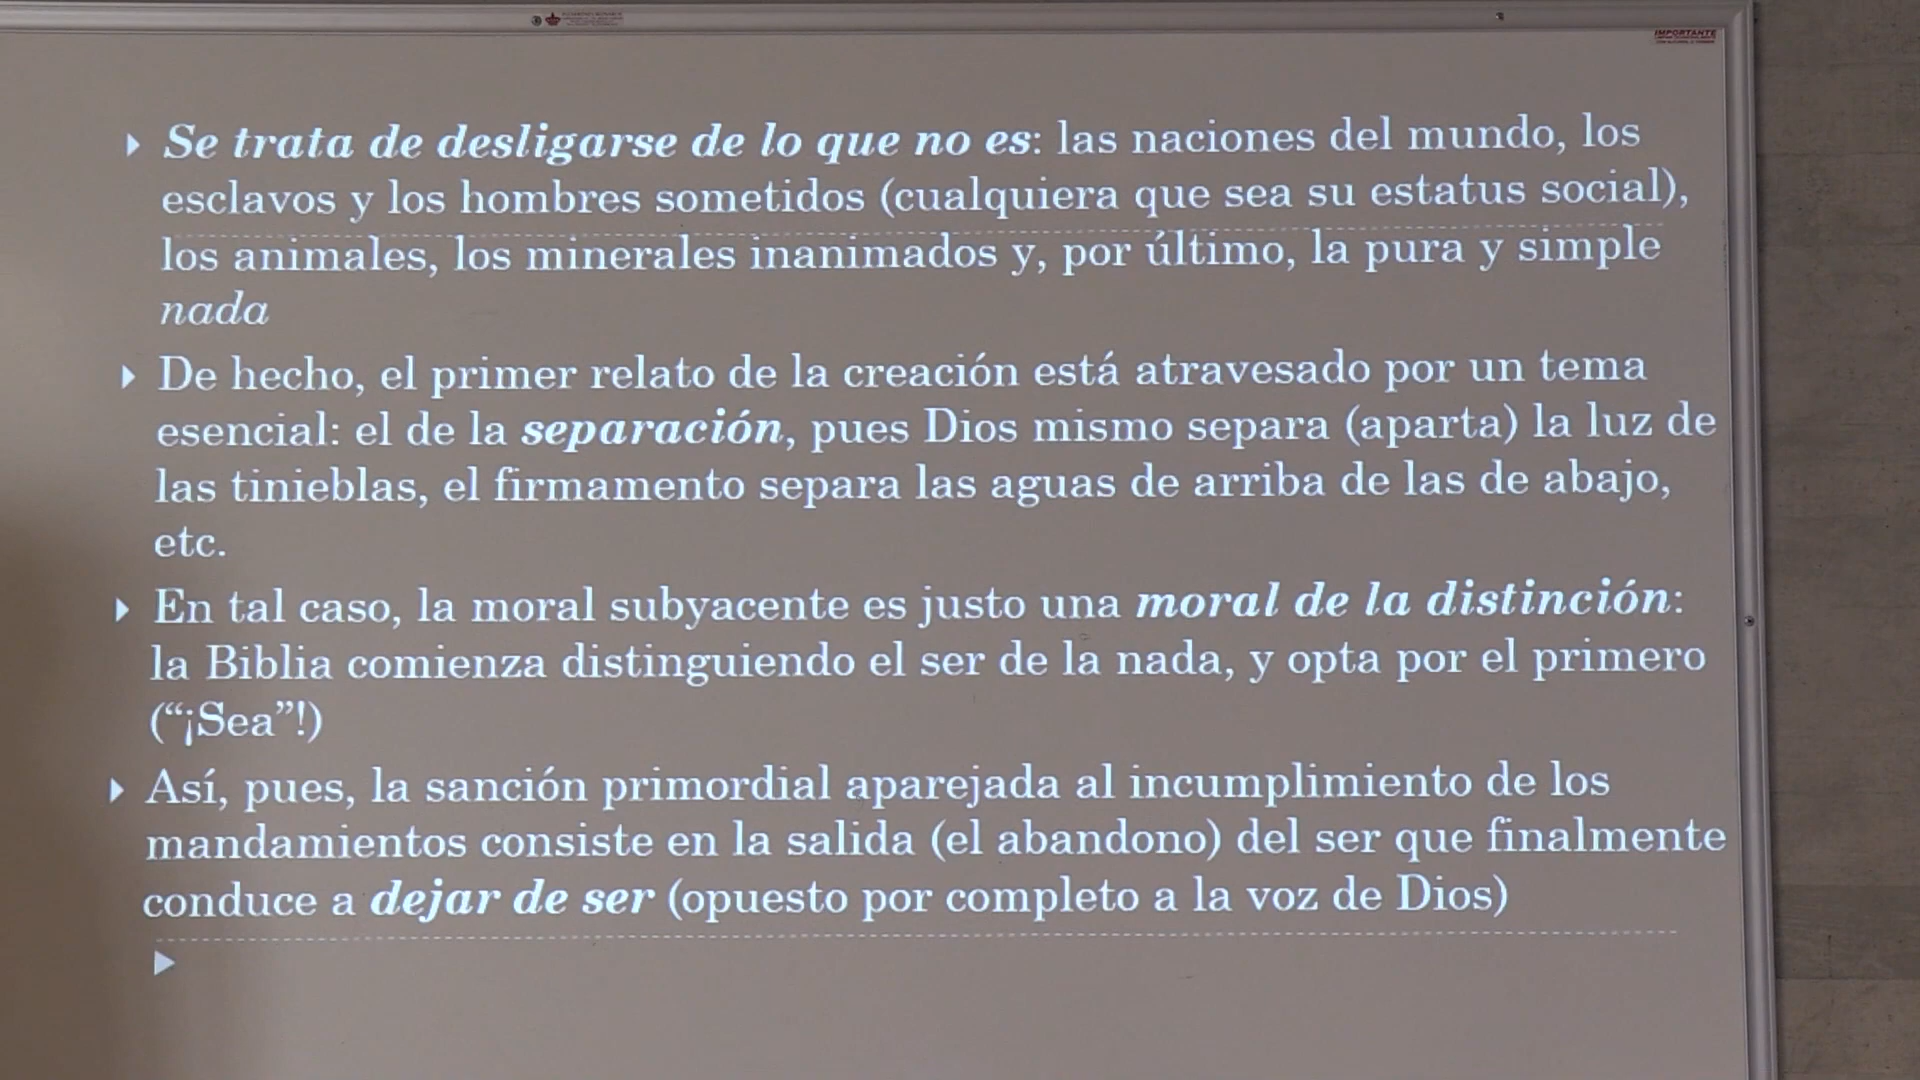 IMPORTANTE
Se trata de desligarse de lo que no es: las naciones del mundo, los
esclavos y los hombres sometidos (cualquiera que sea su estatus social),
los animales, los minerales inanimados y, por último, la pura y simple
nada
De hecho, el primer relato de la creación está atravesado por un tema
esencial: el de la separación, pues Dios mismo separa (aparta) la luz de
las tinieblas, el firmamento separa las aguas de arriba de las de abajo,
etc.
En tal caso, la moral subyacente es justo una moral de la distinción:
la Biblia comienza distinguiendo el ser de la nada, y opta por el primero
(“¡Sea”!)
Así, pues, la sanción primordial aparejada al incumplimiento de los
mandamientos consiste en la salida (el abandono) del ser que finalmente
conduce a dejar de ser (opuesto por completo a la voz de Dios)